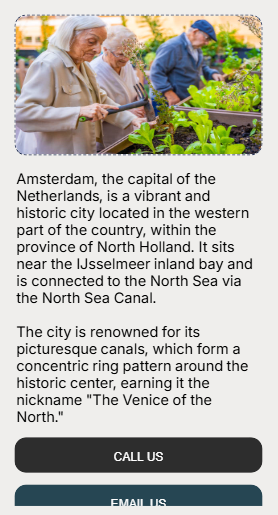 Amsterdam, the capital of the
Netherlands, is a vibrant and
historic city located in the western
part of the country, within the
province of North Holland. It sits
near the IJsselmeer inland bay and
is connected to the North Sea via
the North Sea Canal.
The city is renowned for its
picturesque canals, which form a
concentric ring pattern around the
historic center, earning it the
nickname "The Venice of the
North."
CALL US
EMAIL US